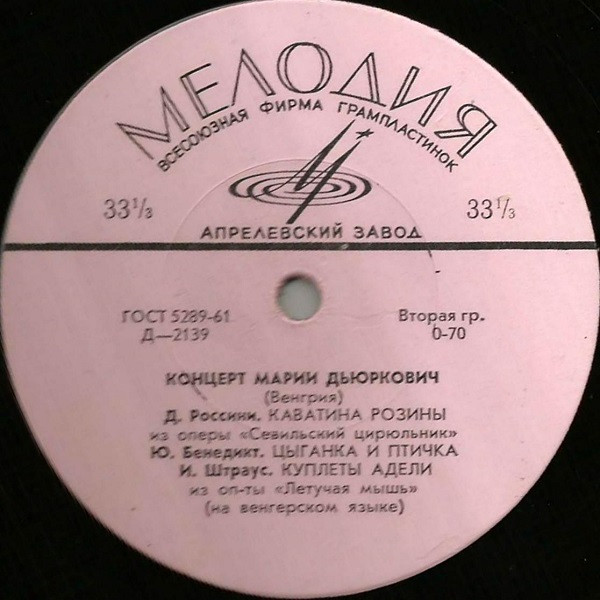 МЕЛОДИЯ
ВСЕСОЮЗНАЯ ФИРМА ГРАМПЛАСТИНОК
33⅓ 33⅓
АПРЕЛЕВСКИЙ ЗАВОД
ГОСТ 5289-61 Вторая гр.
Д—2139 0-70
КОНЦЕРТ МАРИИ ДЬЮРКОВИЧ
(Венгрия)
Д. Россини. КАВАТИНА РОЗИНЫ
из оперы «Севильский цирюльник»
Ю. Бенедикт. ЦЫГАНКА И ПТИЧКА
И. Штраус. КУПЛЕТЫ АДЕЛИ
из оп-ты «Летучая мышь»
(на венгерском языке)